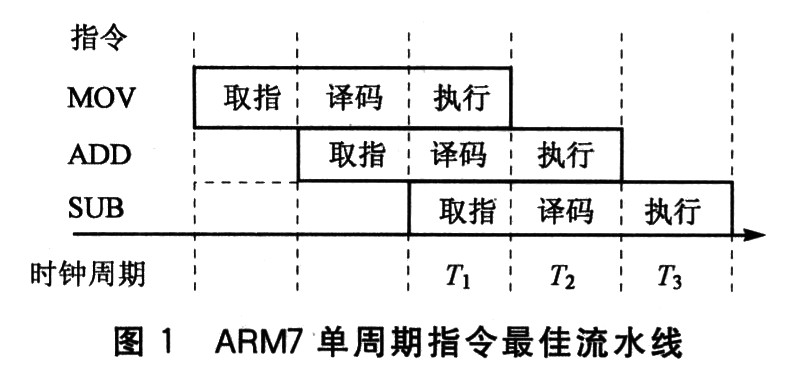 指令
MOV 取指 译码 执行
ADD 取指 译码 执行
SUB 取指 译码 执行
时钟周期 T1 T2 T3
图 1 ARM7 单周期指令最佳流水线